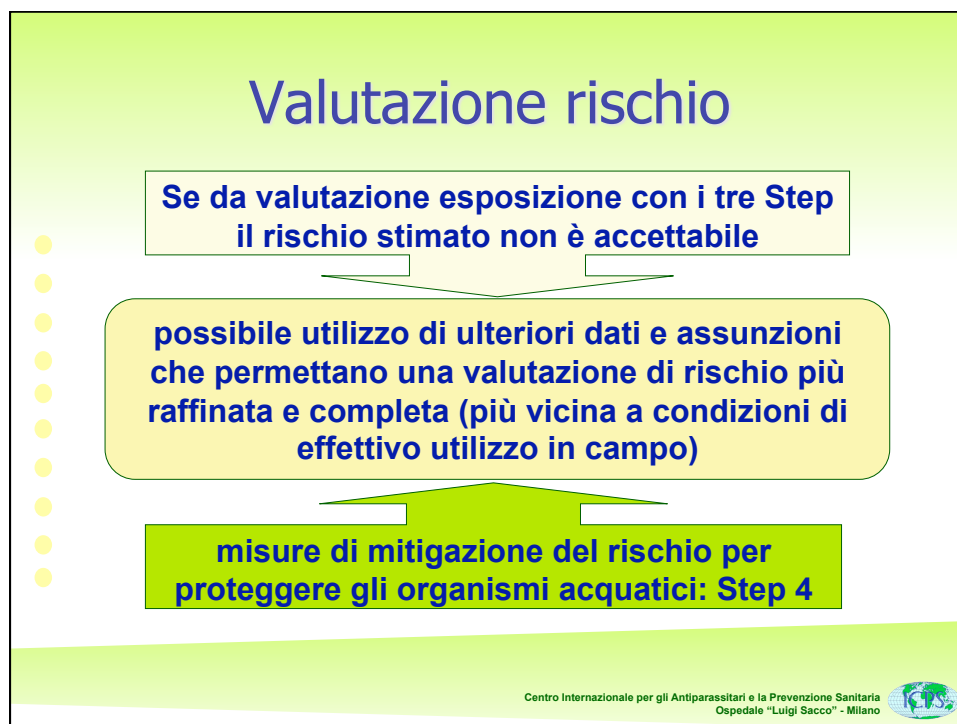 Valutazione rischio
Se da valutazione esposizione con i tre Step
il rischio stimato non è accettabile
possibile utilizzo di ulteriori dati e assunzioni
che permettano una valutazione di rischio più
raffinata e completa (più vicina a condizioni di
effettivo utilizzo in campo)
misure di mitigazione del rischio per
proteggere gli organismi acquatici: Step 4
Centro Internazionale per gli Antiparassitari e la Prevenzione Sanitaria
Ospedale “Luigi Sacco” - Milano
ICPS